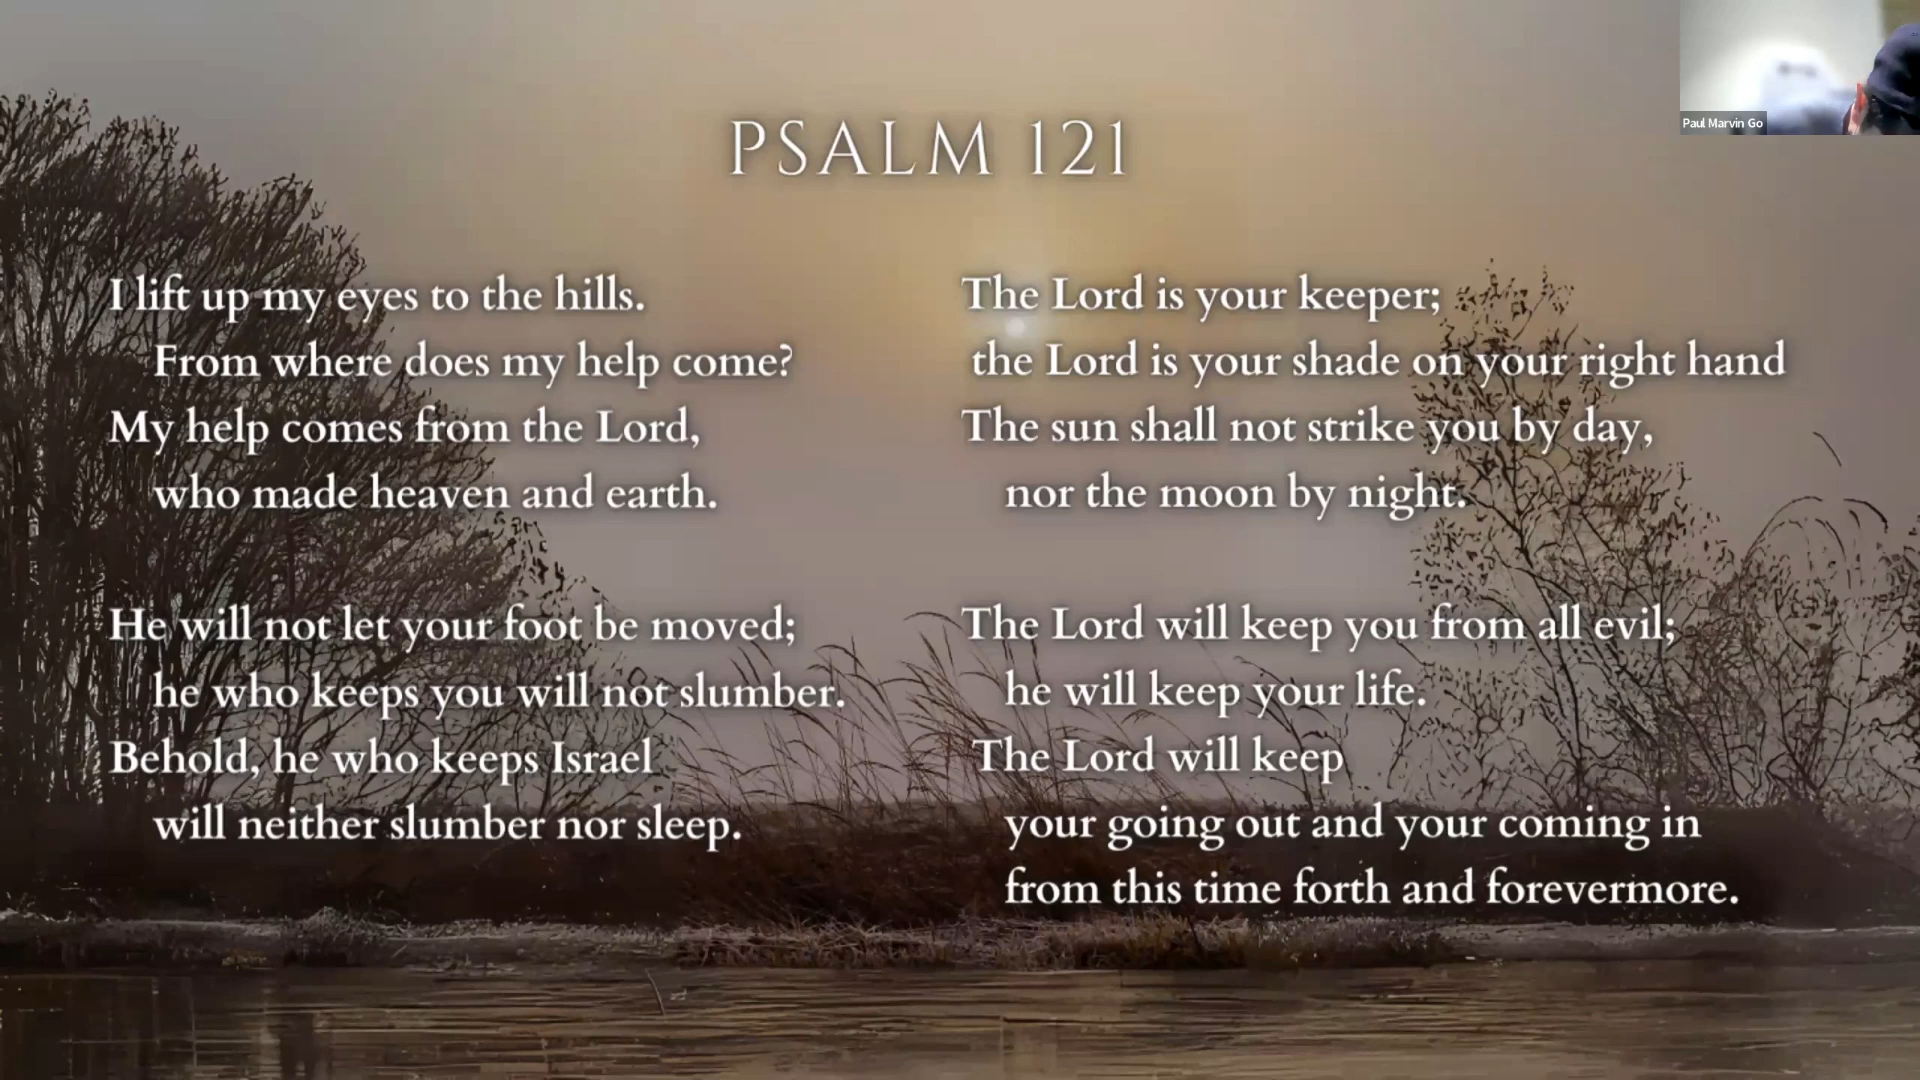 PSALM 121
I lift up my eyes to the hills.
From where does my help come?
My help comes from the Lord,
who made heaven and earth.
He will not let your foot be moved;
he who keeps you will not slumber.
Behold, he who keeps Israel
will neither slumber nor sleep.
The Lord is your keeper;
the Lord is your shade on your right hand
The sun shall not strike you by day,
nor the moon by night.
The Lord will keep you from all evil;
he will keep your life.
The Lord will keep
your going out and your coming in
from this time forth and forevermore.
Paul Marvin Go